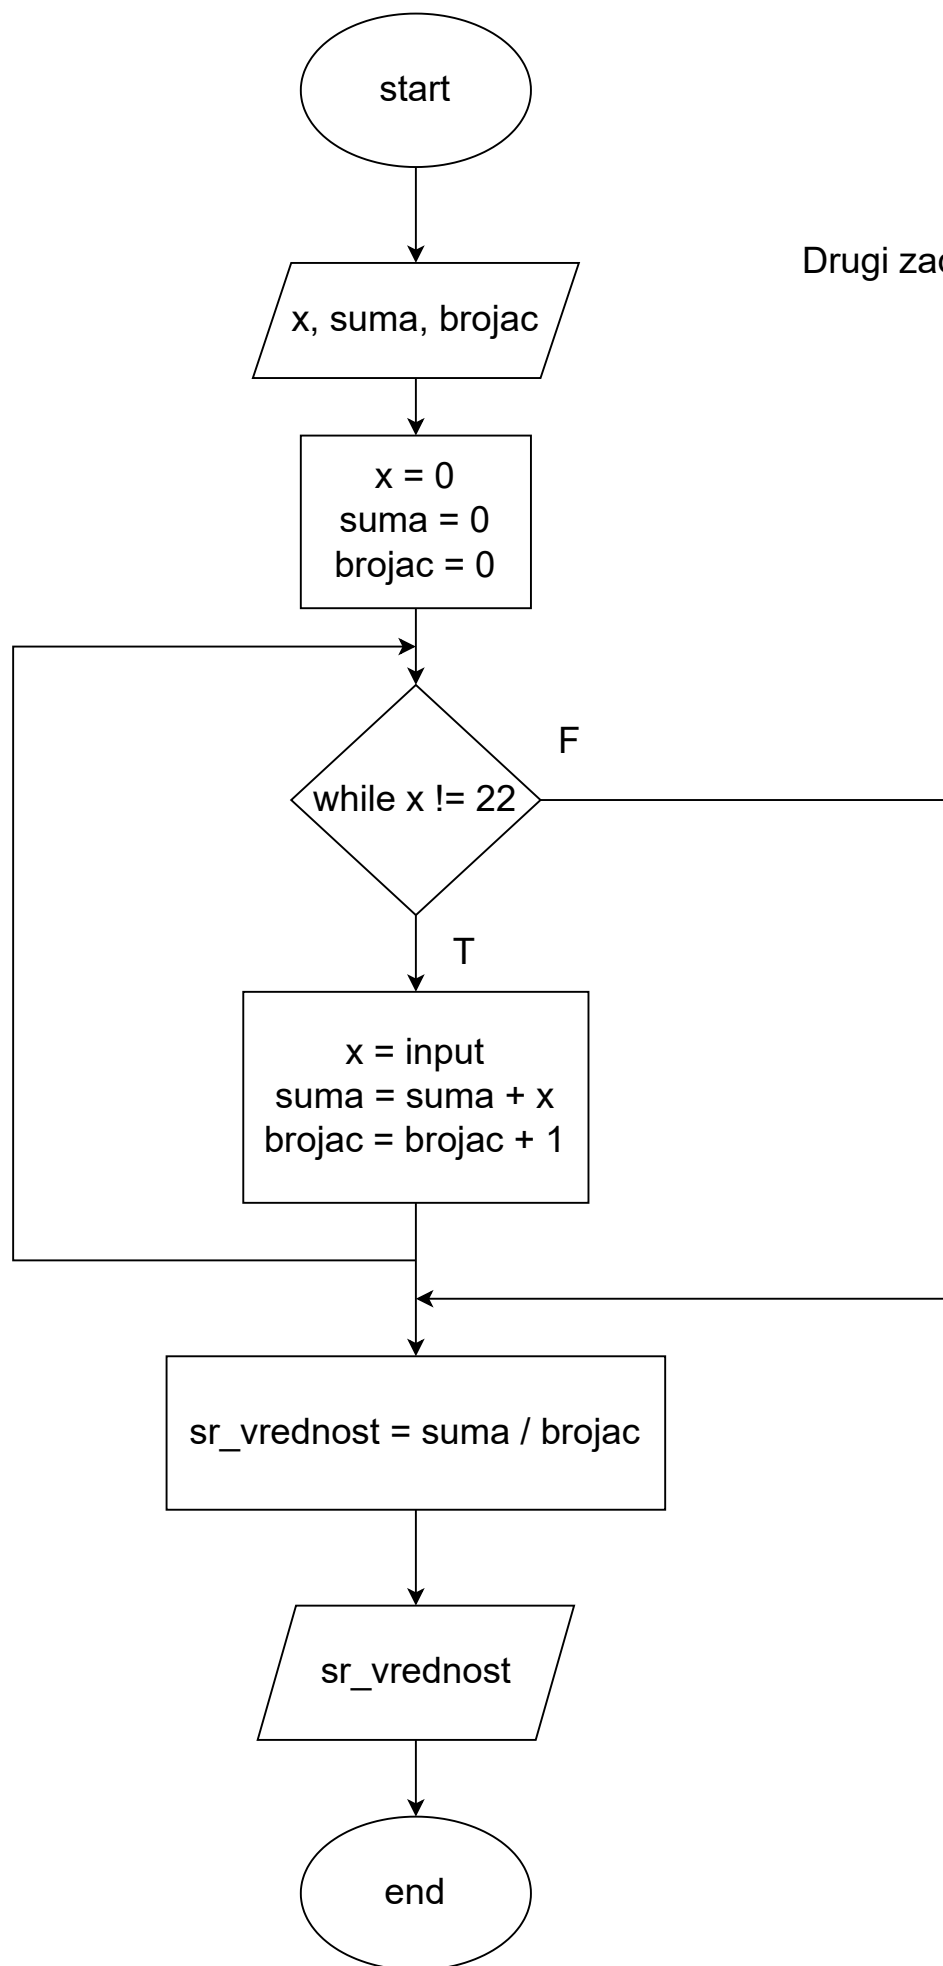 start
Drugi
x, suma, brojac
x = 0
suma = 0
brojac = 0
F
while x != 22
T
x = input
suma = suma + x
brojac = brojac + 1
sr_vrednost = suma / brojac
sr_vrednost
end